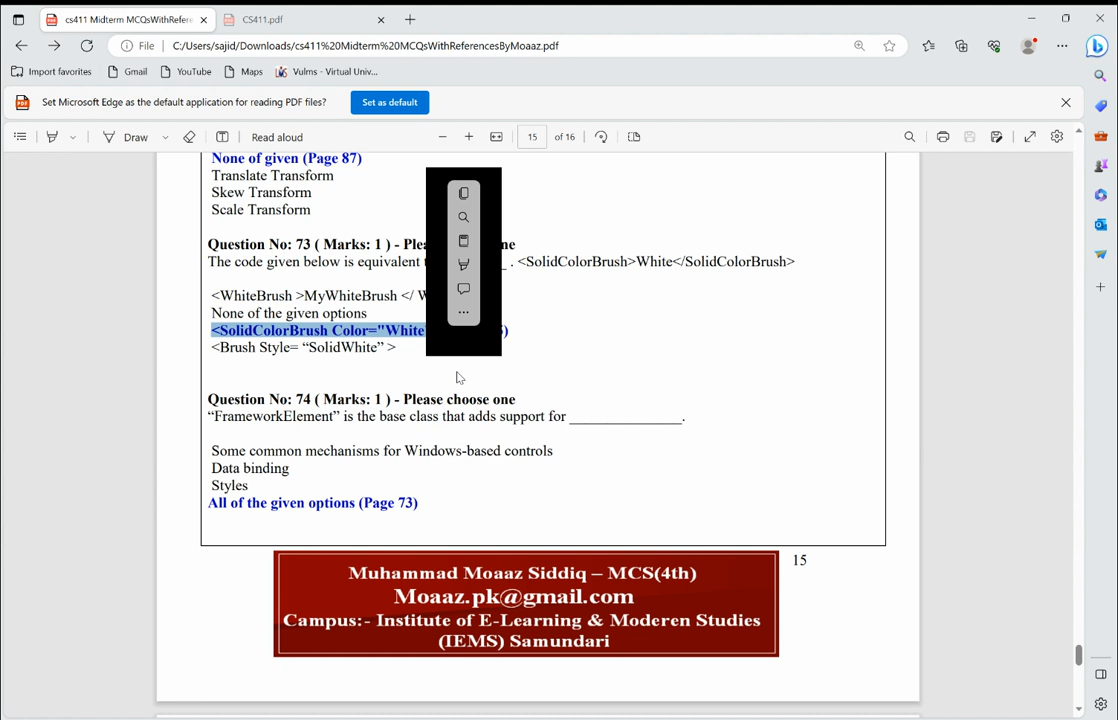 cs411 Midterm MCQsWithRefere
CS411.pdf
File
C:/Users/sajid/Downloads/cs411%20Midterm%20MCQsWithReferencesByMoaaz.pdf
Import favorites
Gmail
YouTube
Maps
Vulms - Virtual Univ...
Set Microsoft Edge as the default application for reading PDF files?
Set as default
Draw
Read aloud
15 of 16
None of given (Page 87)
Translate Transform
Skew Transform
Scale Transform
Question No: 73 ( Marks: 1 ) - Plea ne
The code given below is equivalent _ . <SolidColorBrush>White</SolidColorBrush>
<WhiteBrush >MyWhiteBrush </ W
None of the given options
<SolidColorBrush Color="White )
<Brush Style= “SolidWhite” >
Question No: 74 ( Marks: 1 ) - Please choose one
“FrameworkElement” is the base class that adds support for ________________.
Some common mechanisms for Windows-based controls
Data binding
Styles
All of the given options (Page 73)
15
Muhammad Moaaz Siddiq – MCS(4th)
Moaaz.pk@gmail.com
Campus:- Institute of E-Learning & Moderen Studies
(IEMS) Samundari